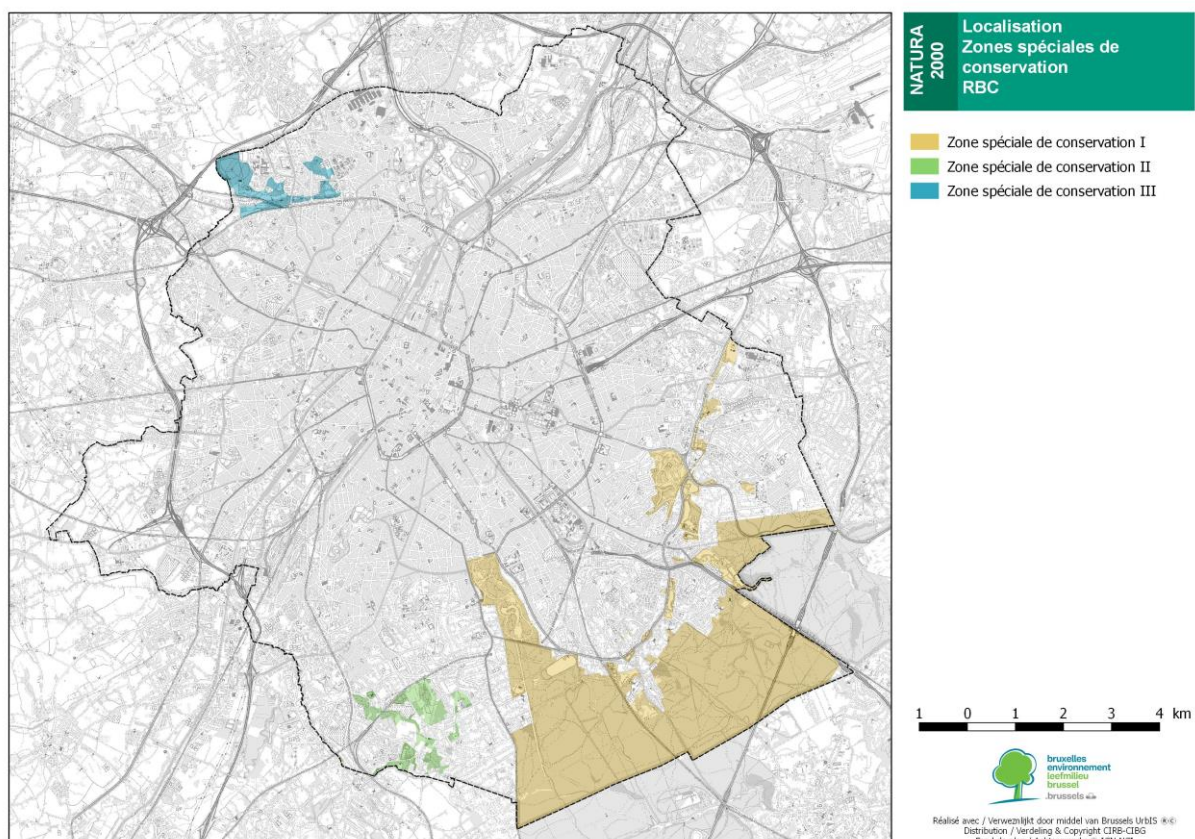 NATURA
2000
Localisation
Zones spéciales de
conservation
RBC
Zone spéciale de conservation I
Zone spéciale de conservation II
Zone spéciale de conservation III
1 0 1 2 3 4 km
bruxelles
environnement
leefmilieu
brussel
.brussels
Réalisé avec / Verweznlijkt door middel van Brussels UrbIS ®©
Distribution / Verdeling & Copyright CIRB-CIBG